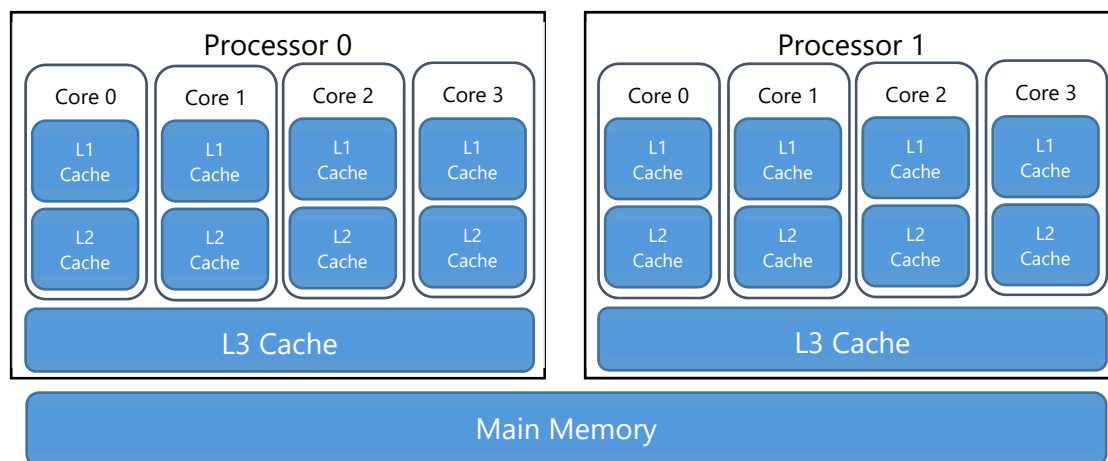 Processor 0
Core 0
Core 1
Core 2
Core 3
L1
Cache
L1
Cache
L1
Cache
L1
Cache
L2
Cache
L2
Cache
L2
Cache
L2
Cache
L3 Cache
Processor 1
Core 0
Core 1
Core 2
Core 3
L1
Cache
L1
Cache
L1
Cache
L1
Cache
L2
Cache
L2
Cache
L2
Cache
L2
Cache
L3 Cache
Main Memory